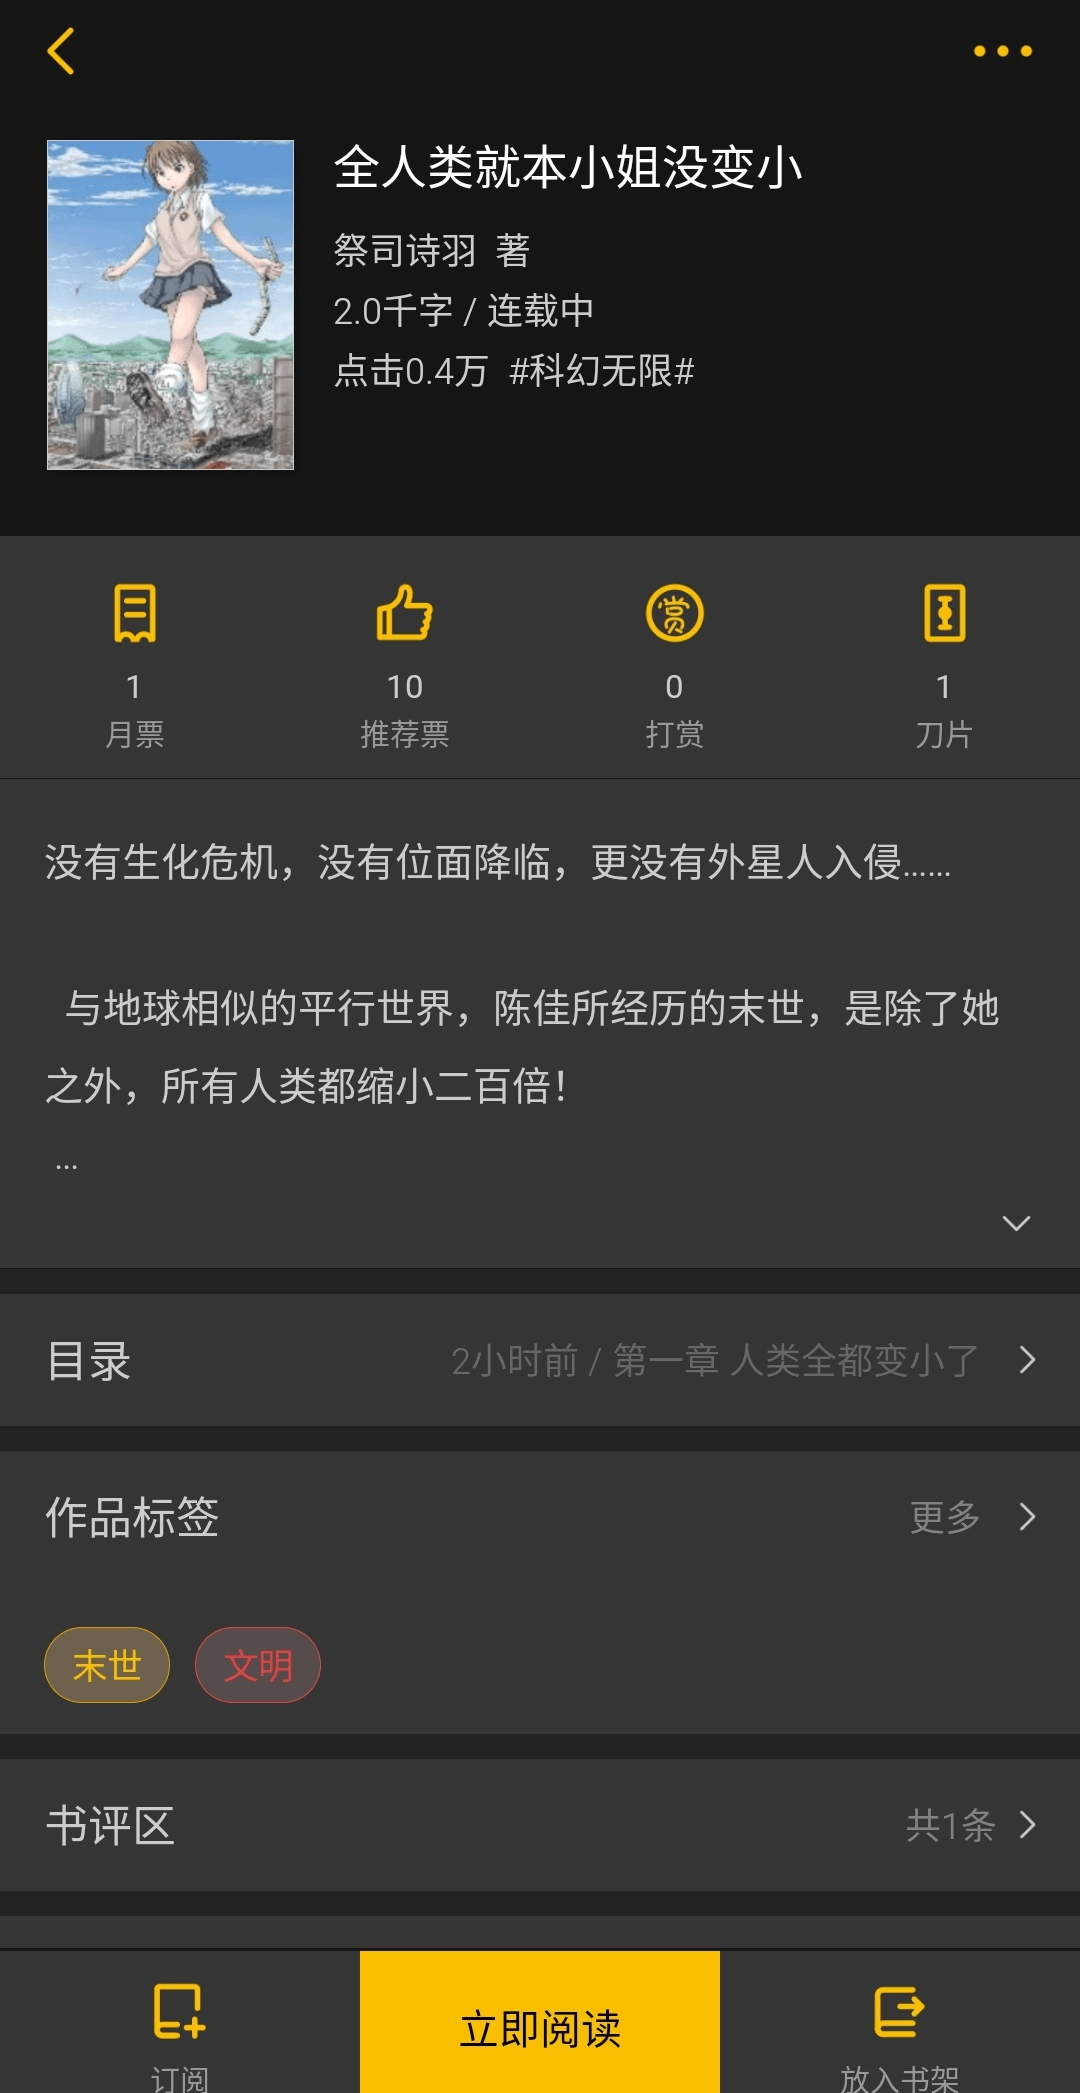 全人类就本小姐没变小
祭司诗羽 著
2.0千字 / 连载中
点击0.4万 #科幻无限#
赏
1
10
0
1
月票
推荐票
打赏
刀片
没有生化危机，没有位面降临，更没有外星人入侵……
与地球相似的平行世界，陈佳所经历的末世，是除了她
之外，所有人类都缩小二百倍！
...
目录
2小时前 / 第一章 人类全都变小了
作品标签
更多
末世
文明
书评区
共1条
订阅
立即阅读
放入书架